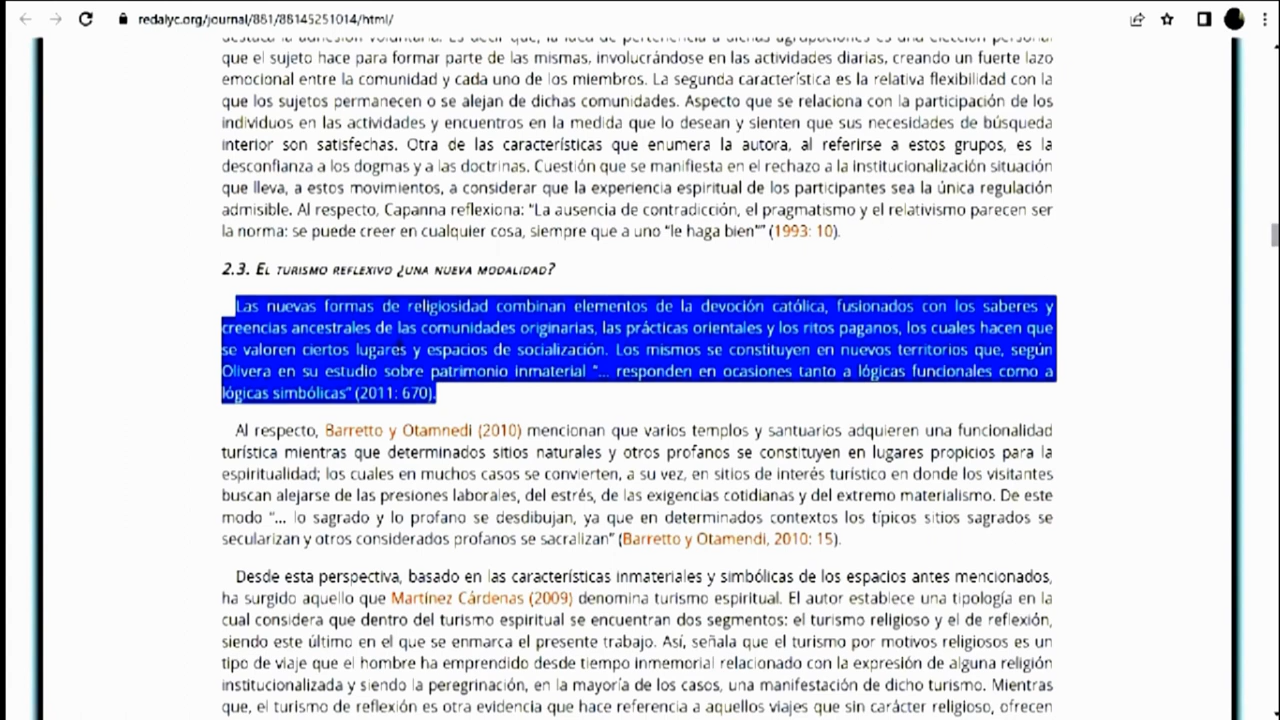 redalyc.org/journal/881/88145251014/html/
que el sujeto hace para formar parte de las mismas, involucrándose en las actividades diarias, creando un fuerte lazo
emocional entre la comunidad y cada uno de los miembros. La segunda característica es la relativa flexibilidad con la
que los sujetos permanecen o se alejan de dichas comunidades. Aspecto que se relaciona con la participación de los
individuos en las actividades y encuentros en la medida que lo desean y sienten que sus necesidades de búsqueda
interior son satisfechas. Otra de las características que enumera la autora, al referirse a estos grupos, es la
desconfianza a los dogmas y a las doctrinas. Cuestión que se manifiesta en el rechazo a la institucionalización situación
que lleva, a estos movimientos, a considerar que la experiencia espiritual de los participantes sea la única regulación
admisible. Al respecto, Capanna reflexiona: "La ausencia de contradicción, el pragmatismo y el relativismo parecen ser
la norma: se puede creer en cualquier cosa, siempre que a uno "le haga bien"" (1993: 10).
2.3. El turismo reflexivo ¿una nueva modalidad?
Las nuevas formas de religiosidad combinan elementos de la devoción católica, fusionados con los saberes y
creencias ancestrales de las comunidades originarias, las prácticas orientales y los ritos paganos, los cuales hacen que
se valoren ciertos lugares y espacios de socialización. Los mismos se constituyen en nuevos territorios que, según
Olivera en su estudio sobre patrimonio inmaterial "... responden en ocasiones tanto a lógicas funcionales como a
lógicas simbólicas" (2011: 670).
Al respecto, Barretto y Otamnedi (2010) mencionan que varios templos y santuarios adquieren una funcionalidad
turística mientras que determinados sitios naturales y otros profanos se constituyen en lugares propicios para la
espiritualidad; los cuales en muchos casos se convierten, a su vez, en sitios de interés turístico en donde los visitantes
buscan alejarse de las presiones laborales, del estrés, de las exigencias cotidianas y del extremo materialismo. De este
modo "... lo sagrado y lo profano se desdibujan, ya que en determinados contextos los típicos sitios sagrados se
secularizan y otros considerados profanos se sacralizan" (Barretto y Otamendi, 2010: 15).
Desde esta perspectiva, basado en las características inmateriales y simbólicas de los espacios antes mencionados,
ha surgido aquello que Martínez Cárdenas (2009) denomina turismo espiritual. El autor establece una tipología en la
cual considera que dentro del turismo espiritual se encuentran dos segmentos: el turismo religioso y el de reflexión,
siendo este último en el que se enmarca el presente trabajo. Así, señala que el turismo por motivos religiosos es un
tipo de viaje que el hombre ha emprendido desde tiempo inmemorial relacionado con la expresión de alguna religión
institucionalizada y siendo la peregrinación, en la mayoría de los casos, una manifestación de dicho turismo. Mientras
que, el turismo de reflexión es otra evidencia que hace referencia a aquellos viajes que sin carácter religioso, ofrecen